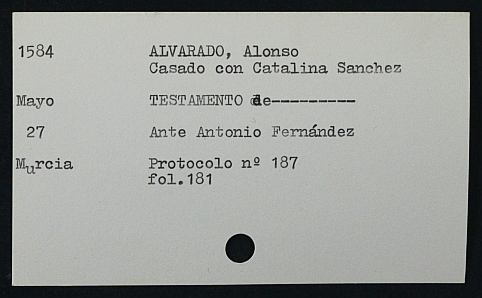 1584 ALVARADO, Alonso
Casado con Catalina Sanchez
Mayo TESTAMENTO de---------
27 Ante Antonio Fernández
Murcia Protocolo nº 187
fol.181